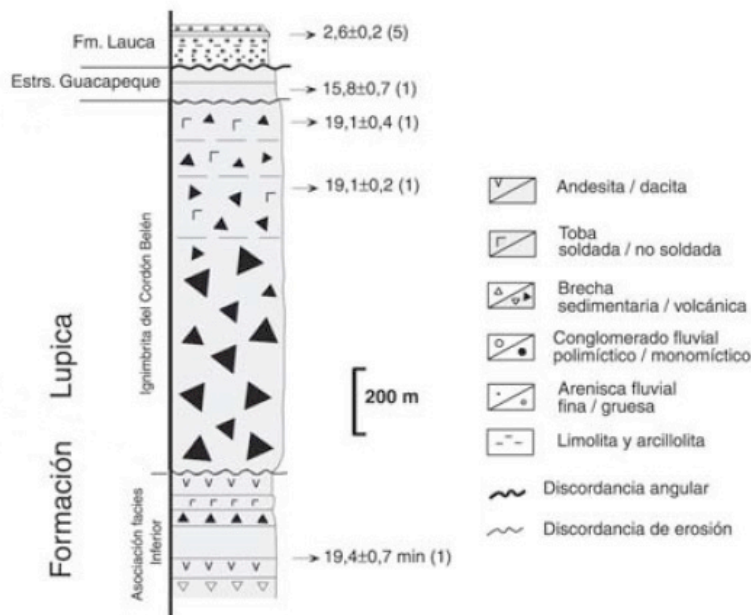 Fm. Lauca
2,6±0,2 (5)
Estrs. Guacapeque
15,8±0,7 (1)
19,1±0,4 (1)
19,1±0,2 (1)
Ignimbrita del Cordón Belén
Formación Lupica
Asociación facies
Inferior
200 m
19,4±0,7 min (1)
Andesita / dacita
Toba
soldada / no soldada
Brecha
sedimentaria / volcánica
Conglomerado fluvial
polimíctico / monomíctico
Arenisca fluvial
fina / gruesa
Limolita y arcillolita
Discordancia angular
Discordancia de erosión